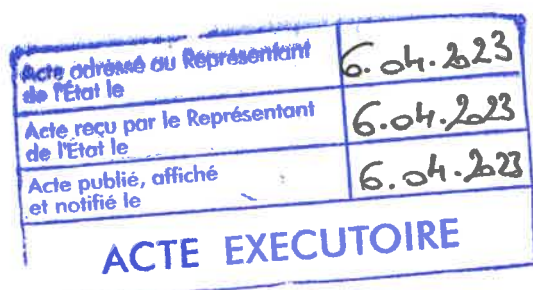 Acte adressé au Représentant 6.04.2023
de l'État le
Acte reçu par le Représentant 6.04.2023
de l'État le
Acte publié, affiché 6.04.2023
et notifié le
ACTE EXECUTOIRE